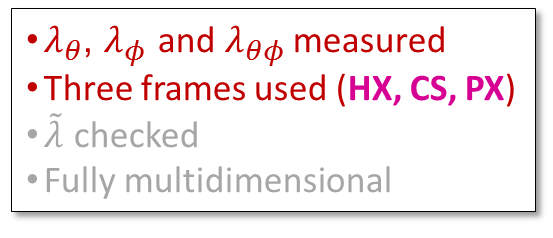 • λ_θ, λ_ϕ and λ_θϕ measured
• Three frames used (HX, CS, PX)
• λ̃ checked
• Fully multidimensional